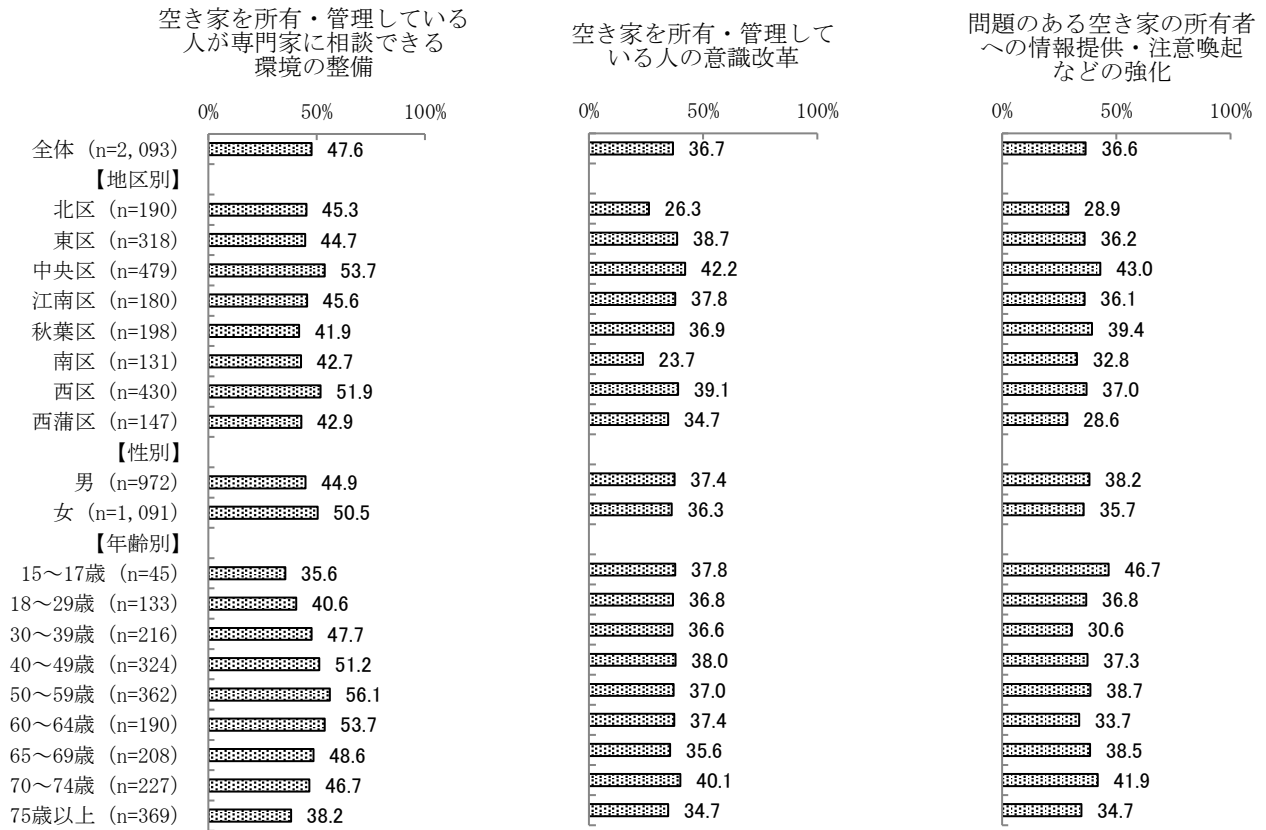 空き家を所有・管理している
人が専門家に相談できる
環境の整備
空き家を所有・管理して
いる人の意識改革
問題のある空き家の所有者
への情報提供・注意喚起
などの強化
0% 50% 100% 0% 50% 100% 0% 50% 100%
全体 (n=2,093) 47.6 36.7 36.6
【地区別】
北区 (n=190) 45.3 26.3 28.9
東区 (n=318) 44.7 38.7 36.2
中央区 (n=479) 53.7 42.2 43.0
江南区 (n=180) 45.6 37.8 36.1
秋葉区 (n=198) 41.9 36.9 39.4
南区 (n=131) 42.7 23.7 32.8
西区 (n=430) 51.9 39.1 37.0
西蒲区 (n=147) 42.9 34.7 28.6
【性別】
男 (n=972) 44.9 37.4 38.2
女 (n=1,091) 50.5 36.3 35.7
【年齢別】
15～17歳 (n=45) 35.6 37.8 46.7
18～29歳 (n=133) 40.6 36.8 36.8
30～39歳 (n=216) 47.7 36.6 30.6
40～49歳 (n=324) 51.2 38.0 37.3
50～59歳 (n=362) 56.1 37.0 38.7
60～64歳 (n=190) 53.7 37.4 33.7
65～69歳 (n=208) 48.6 35.6 38.5
70～74歳 (n=227) 46.7 40.1 41.9
75歳以上 (n=369) 38.2 34.7 34.7